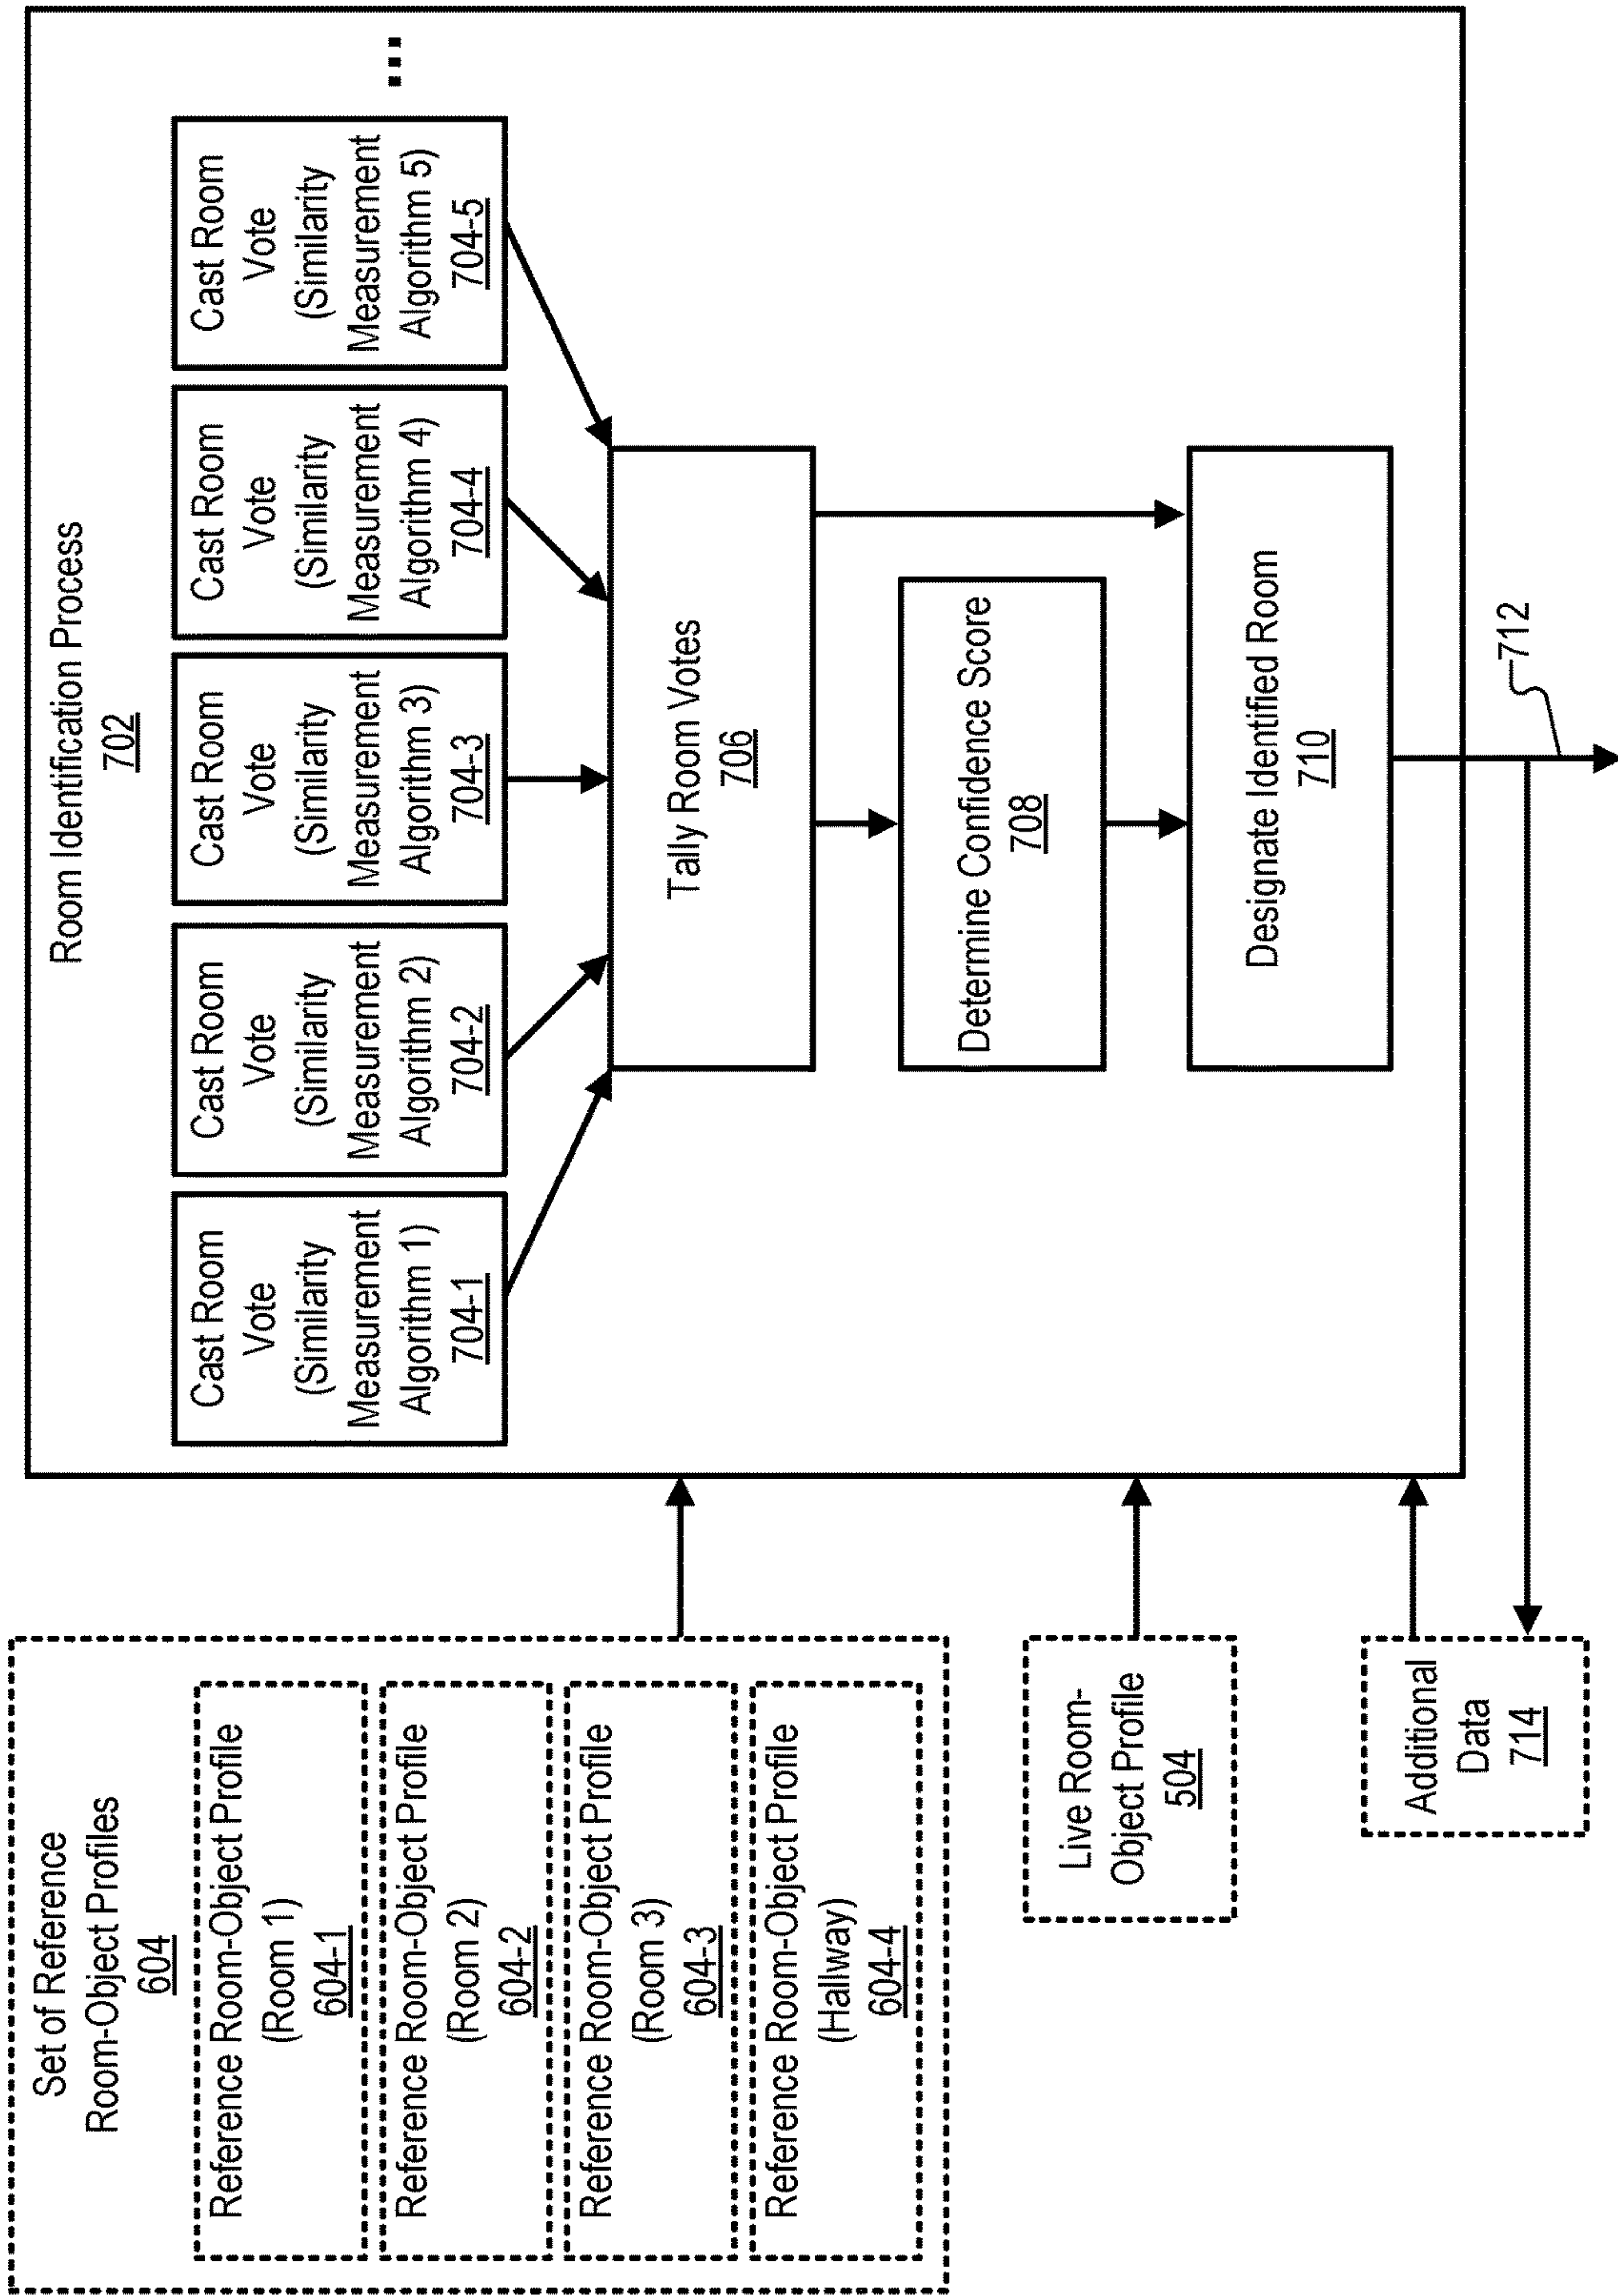 Set of Reference
Room-Object Profiles
604
Reference Room-Object Profile
(Room 1)
604-1
Reference Room-Object Profile
(Room 2)
604-2
Reference Room-Object Profile
(Room 3)
604-3
Reference Room-Object Profile
(Hallway)
604-4
Live Room-
Object Profile
504
Additional
Data
714
Room Identification Process
702
Cast Room
Vote
(Similarity
Measurement
Algorithm 1)
704-1
Cast Room
Vote
(Similarity
Measurement
Algorithm 2)
704-2
Cast Room
Vote
(Similarity
Measurement
Algorithm 3)
704-3
Cast Room
Vote
(Similarity
Measurement
Algorithm 4)
704-4
Cast Room
Vote
(Similarity
Measurement
Algorithm 5)
704-5
...
Tally Room Votes
706
Determine Confidence Score
708
Designate Identified Room
710
712